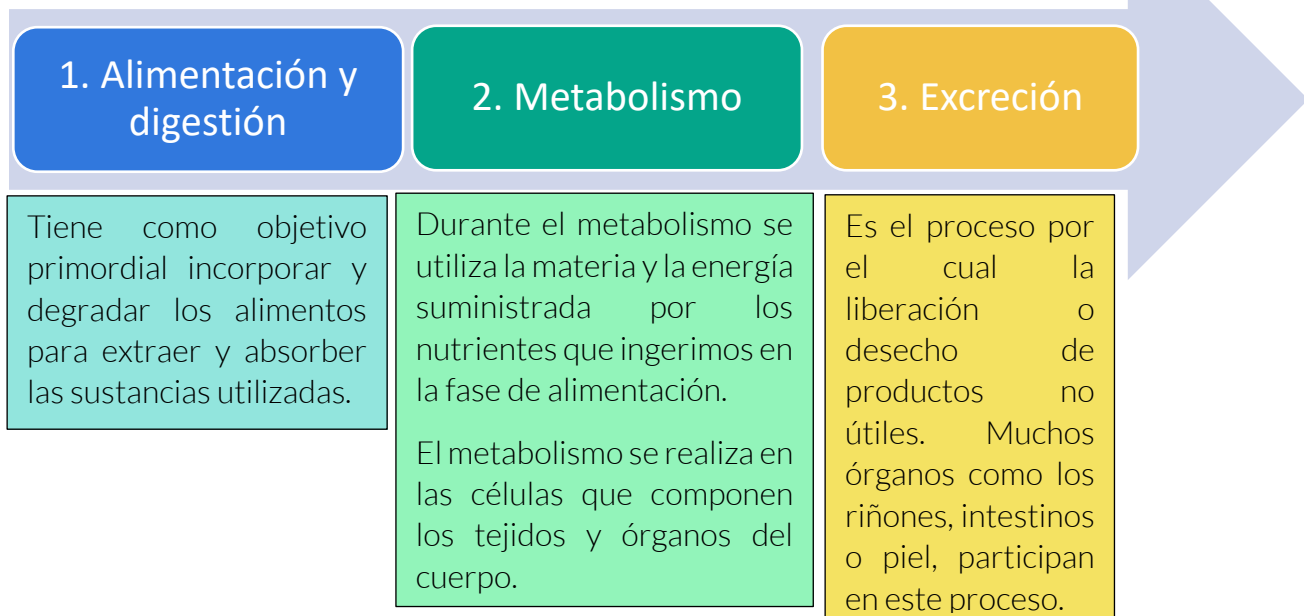 1. Alimentación y
digestión
2. Metabolismo
3. Excreción
Tiene como objetivo
primordial incorporar y
degradar los alimentos
para extraer y absorber
las sustancias utilizadas.
Durante el metabolismo se
utiliza la materia y la energía
suministrada por los
nutrientes que ingerimos en
la fase de alimentación.
El metabolismo se realiza en
las células que componen
los tejidos y órganos del
cuerpo.
Es el proceso por
el cual la
liberación o
desecho de
productos no
útiles. Muchos
órganos como los
riñones, intestinos
o piel, participan
en este proceso.